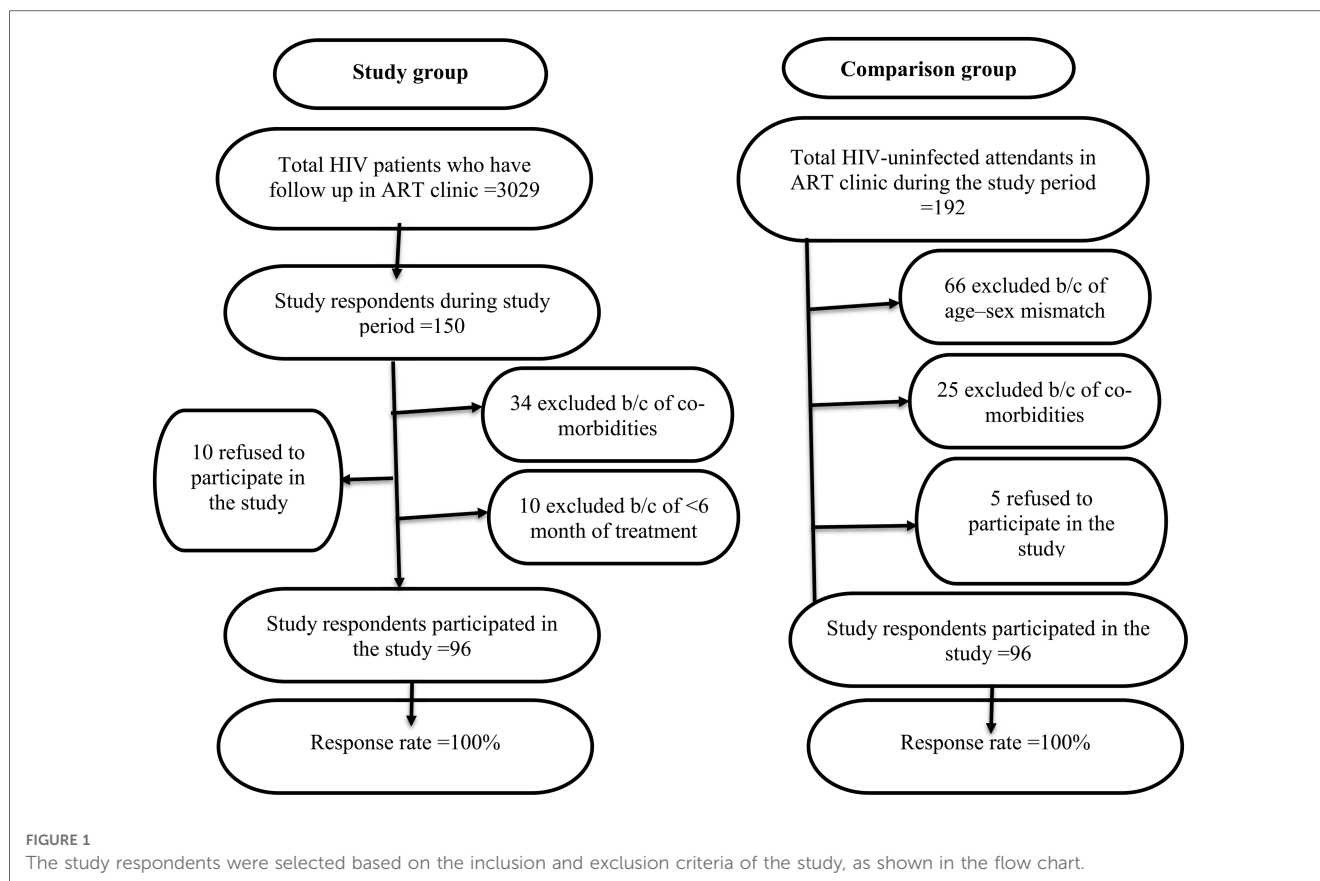 Study group
Total HIV patients who have
follow up in ART clinic =3029
Study respondents during study
period =150
34 excluded b/c of co-
morbidities
10 refused to
participate in
the study
10 excluded b/c of <6
month of treatment
Study respondents participated in
the study =96
Response rate =100%
Comparison group
Total HIV-uninfected attendants in
ART clinic during the study period
=192
66 excluded b/c of
age–sex mismatch
25 excluded b/c of co-
morbidities
5 refused to
participate in the
study
Study respondents participated in the
study =96
Response rate =100%
FIGURE 1
The study respondents were selected based on the inclusion and exclusion criteria of the study, as shown in the flow chart.